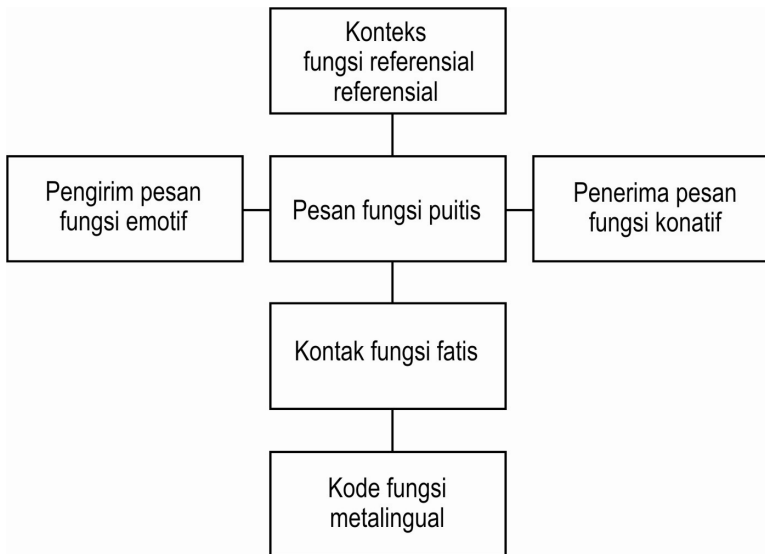 Konteks
fungsi referensial
referensial
Pengirim pesan
fungsi emotif
Pesan fungsi puitis
Penerima pesan
fungsi konatif
Kontak fungsi fatis
Kode fungsi
metalingual